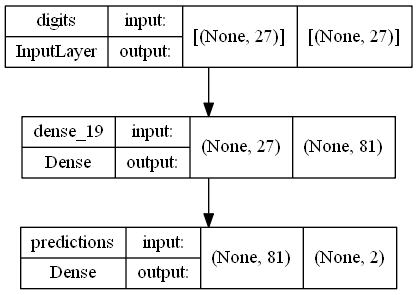 digits input: [(None, 27)] [(None, 27)]
InputLayer output:
dense_19 input: (None, 27) (None, 81)
Dense output:
predictions input: (None, 81) (None, 2)
Dense output: